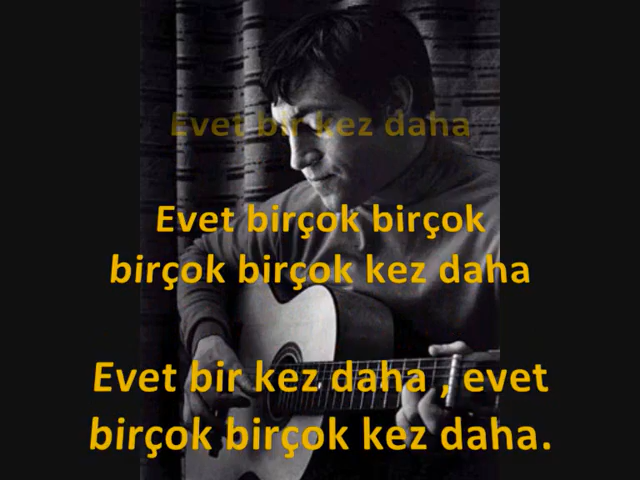 Evet bir kez daha
Evet birçok birçok
birçok birçok kez daha
Evet bir kez daha , evet
birçok birçok kez daha.